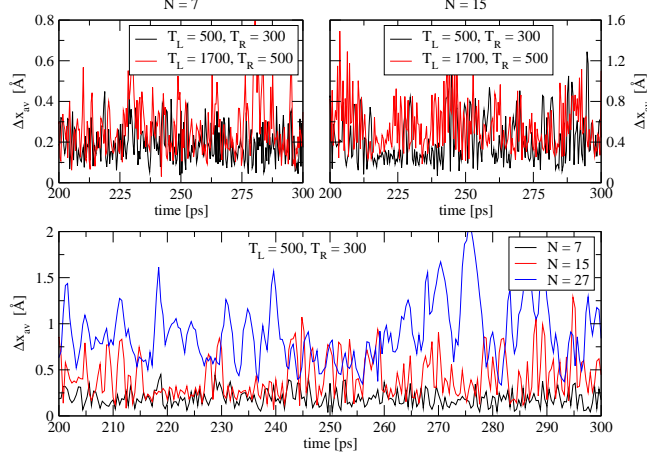 N = 7
N = 15
0.8
0.6
0.4
0.2
0
Δx_av [Å]
T_L = 500, T_R = 300
T_L = 1700, T_R = 500
200
225
250
275
300
time [ps]
T_L = 500, T_R = 300
T_L = 1700, T_R = 500
1.6
1.2
0.8
0.4
0
Δx_av [Å]
200
225
250
275
300
time [ps]
2
1.5
1
0.5
0
Δx_av [Å]
T_L = 500, T_R = 300
N = 7
N = 15
N = 27
200
210
220
230
240
250
260
270
280
290
300
time [ps]